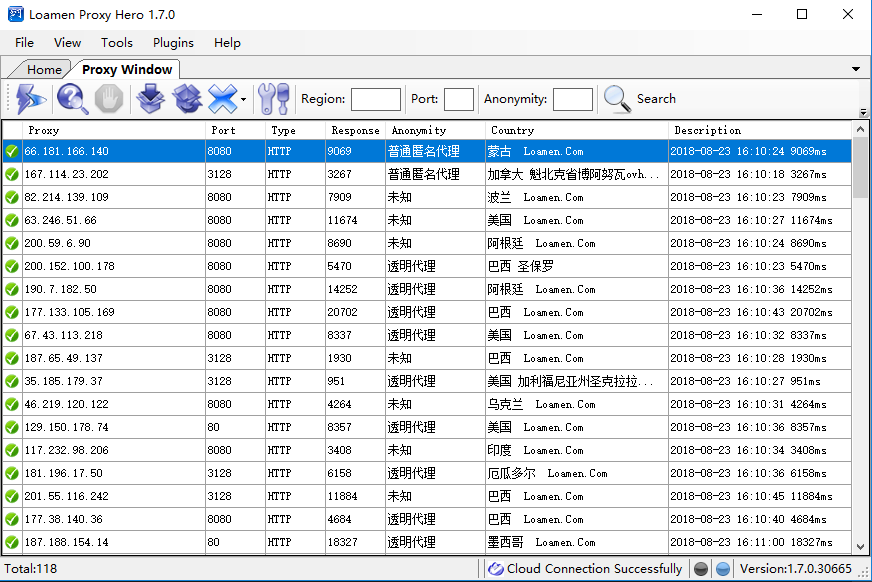 Loamen Proxy Hero 1.7.0
File View Tools Plugins Help
Home Proxy Window
Region: Port: Anonymity: Search
Proxy Port Type Response Anonymity Country Description
66.181.166.140 8080 HTTP 9069 普通匿名代理 蒙古 Loamen.Com 2018-08-23 16:10:24 9069ms
167.114.23.202 3128 HTTP 3267 普通匿名代理 加拿大 魁北克省博阿努瓦ovh... 2018-08-23 16:10:18 3267ms
82.214.139.109 8080 HTTP 7909 未知 波兰 Loamen.Com 2018-08-23 16:10:23 7909ms
63.246.51.66 8080 HTTP 11674 未知 美国 Loamen.Com 2018-08-23 16:10:27 11674ms
200.59.6.90 8080 HTTP 8690 未知 阿根廷 Loamen.Com 2018-08-23 16:10:24 8690ms
200.152.100.178 8080 HTTP 5470 透明代理 巴西 圣保罗 2018-08-23 16:10:23 5470ms
190.7.182.50 8080 HTTP 14252 透明代理 阿根廷 Loamen.Com 2018-08-23 16:10:36 14252ms
177.133.105.169 8080 HTTP 20702 透明代理 巴西 Loamen.Com 2018-08-23 16:10:43 20702ms
67.43.113.218 8080 HTTP 8337 透明代理 美国 Loamen.Com 2018-08-23 16:10:32 8337ms
187.65.49.137 3128 HTTP 1930 未知 巴西 Loamen.Com 2018-08-23 16:10:28 1930ms
35.185.179.37 3128 HTTP 951 透明代理 美国 加利福尼亚州圣克拉拉... 2018-08-23 16:10:27 951ms
46.219.120.122 8080 HTTP 4264 未知 乌克兰 Loamen.Com 2018-08-23 16:10:31 4264ms
129.150.178.74 80 HTTP 8357 透明代理 美国 Loamen.Com 2018-08-23 16:10:36 8357ms
117.232.98.206 8080 HTTP 3408 未知 印度 Loamen.Com 2018-08-23 16:10:34 3408ms
181.196.17.50 3128 HTTP 6158 透明代理 厄瓜多尔 Loamen.Com 2018-08-23 16:10:36 6158ms
201.55.116.242 3128 HTTP 11884 未知 巴西 Loamen.Com 2018-08-23 16:10:45 11884ms
177.38.140.36 8080 HTTP 4684 透明代理 巴西 Loamen.Com 2018-08-23 16:10:40 4684ms
187.188.154.14 80 HTTP 18327 透明代理 墨西哥 Loamen.Com 2018-08-23 16:11:00 18327ms
Total:118 Cloud Connection Successfully Version:1.7.0.30665